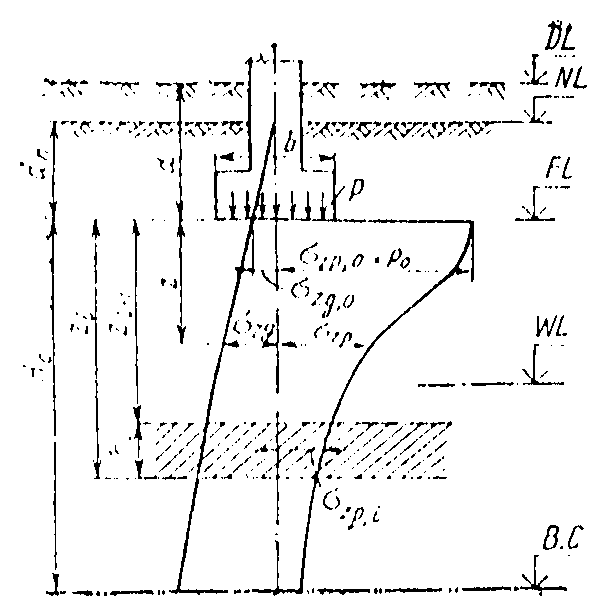 DL
NL
b
d
FL
p
σzp,0 = p₀
σzg,0
z
σzg
σzp
WL
σzp,i
B.C